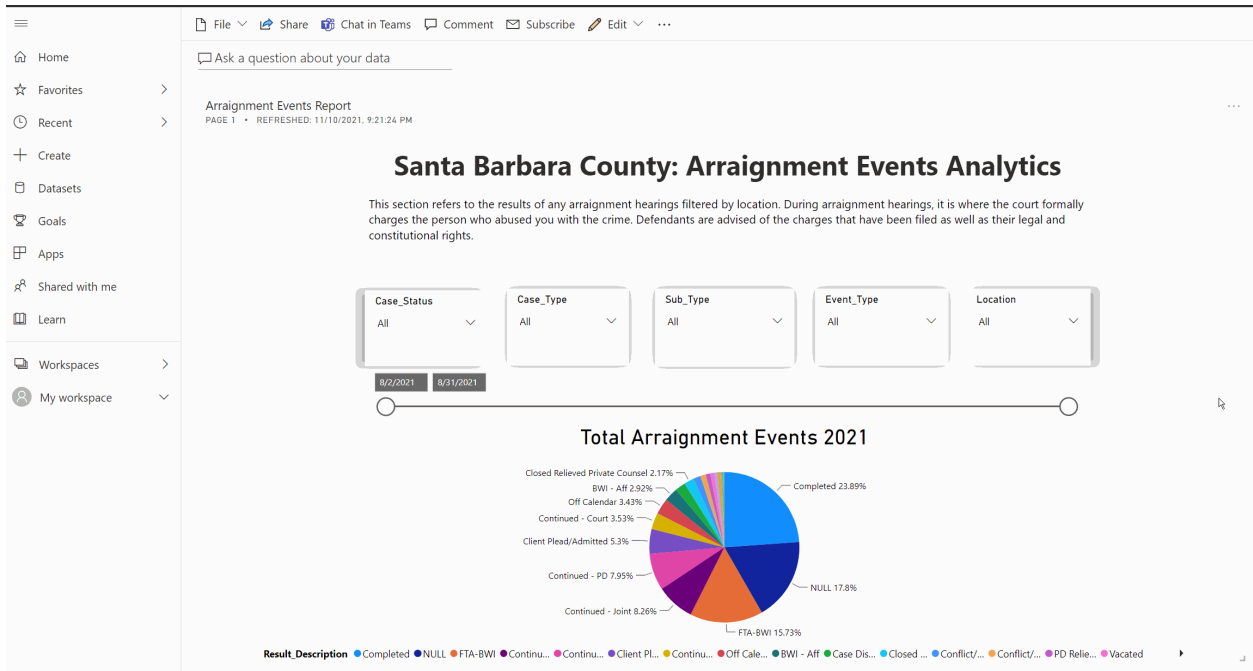 File
Share
Chat in Teams
Comment
Subscribe
Edit
Ask a question about your data
Home
Favorites
Recent
Create
Datasets
Goals
Apps
Shared with me
Learn
Workspaces
My workspace
Arraignment Events Report
PAGE 1 • REFRESHED: 11/10/2021, 9:21:24 PM
Santa Barbara County: Arraignment Events Analytics
This section refers to the results of any arraignment hearings filtered by location. During arraignment hearings, it is where the court formally
charges the person who abused you with the crime. Defendants are advised of the charges that have been filed as well as their legal and
constitutional rights.
Case_Status
All
Case_Type
All
Sub_Type
All
Event_Type
All
Location
All
8/2/2021
8/31/2021
Total Arraignment Events 2021
Closed Relieved Private Counsel 2.17%
BWI - Aff 2.92%
Off Calendar 3.43%
Continued - Court 3.53%
Client Plead/Admitted 5.3%
Continued - PD 7.95%
Continued - Joint 8.26%
Completed 23.89%
NULL 17.8%
FTA-BWI 15.73%
Result_Description Completed NULL FTA-BWI Continu... Continu... Client Pl... Continu... Off Cale... BWI - Aff Case Dis... Closed ... Conflict/... Conflict/... PD Relie... Vacated